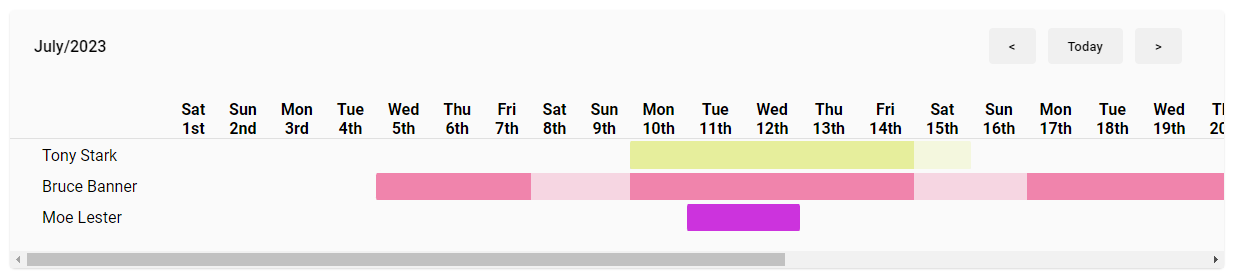 July/2023
< Today >
Sat Sun Mon Tue Wed Thu Fri Sat Sun Mon Tue Wed Thu Fri Sat Sun Mon Tue Wed
1st 2nd 3rd 4th 5th 6th 7th 8th 9th 10th 11th 12th 13th 14th 15th 16th 17th 18th 19th 20
Tony Stark
Bruce Banner
Moe Lester